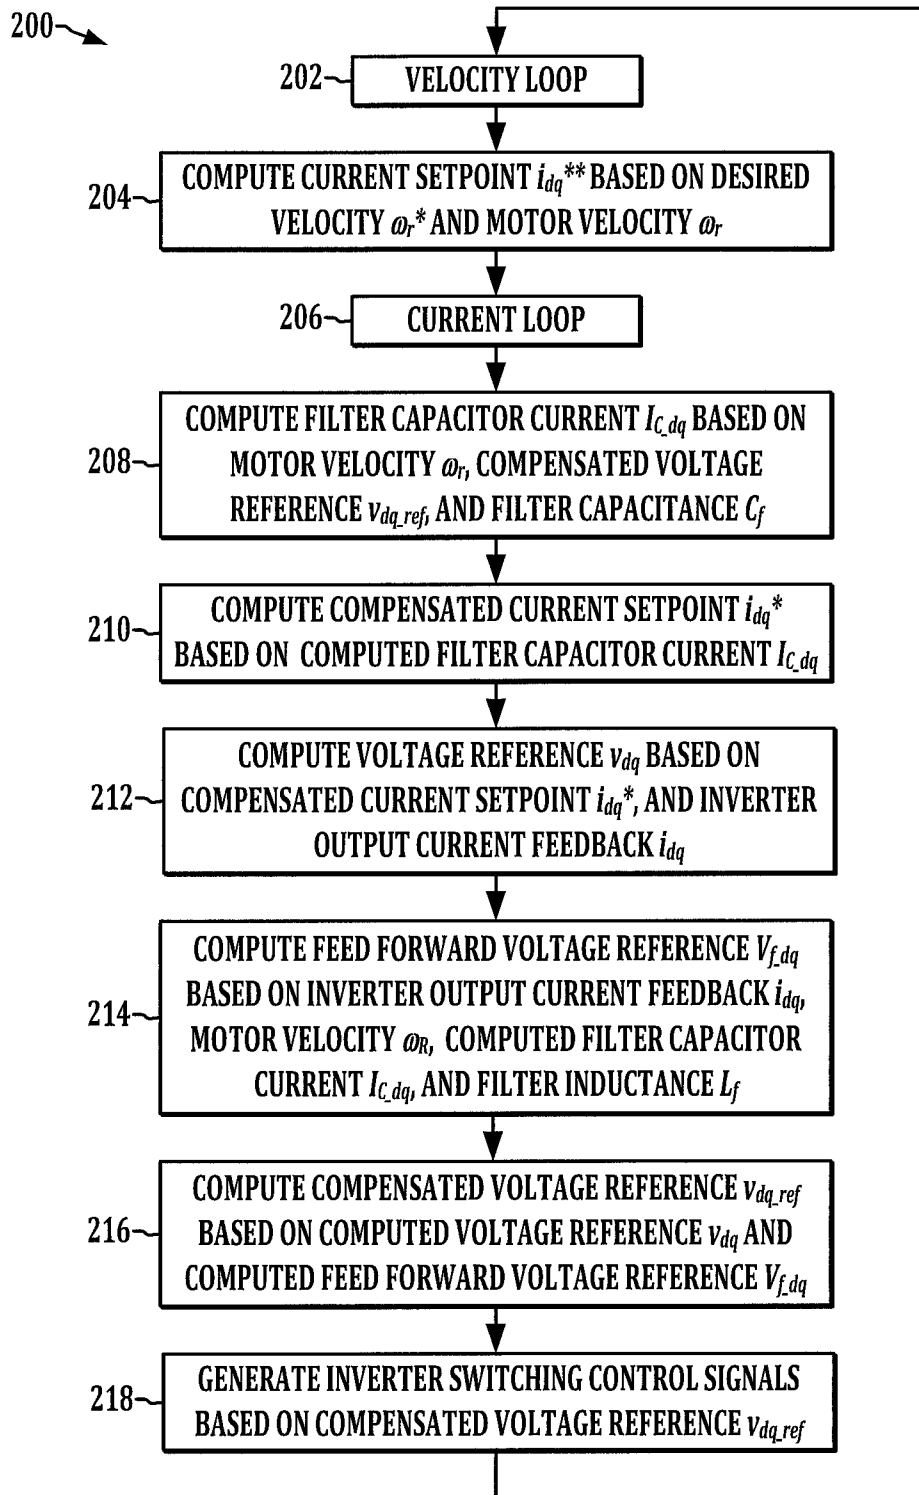 200
202
VELOCITY LOOP
204
COMPUTE CURRENT SETPOINT i_dq** BASED ON DESIRED
VELOCITY ω_r* AND MOTOR VELOCITY ω_r
206
CURRENT LOOP
208
COMPUTE FILTER CAPACITOR CURRENT I_C_dq BASED ON
MOTOR VELOCITY ω_r, COMPENSATED VOLTAGE
REFERENCE v_dq_ref, AND FILTER CAPACITANCE C_f
210
COMPUTE COMPENSATED CURRENT SETPOINT i_dq*
BASED ON COMPUTED FILTER CAPACITOR CURRENT I_C_dq
212
COMPUTE VOLTAGE REFERENCE v_dq BASED ON
COMPENSATED CURRENT SETPOINT i_dq*, AND INVERTER
OUTPUT CURRENT FEEDBACK i_dq
214
COMPUTE FEED FORWARD VOLTAGE REFERENCE V_f_dq
BASED ON INVERTER OUTPUT CURRENT FEEDBACK i_dq,
MOTOR VELOCITY ω_R, COMPUTED FILTER CAPACITOR
CURRENT I_C_dq, AND FILTER INDUCTANCE L_f
216
COMPUTE COMPENSATED VOLTAGE REFERENCE v_dq_ref
BASED ON COMPUTED VOLTAGE REFERENCE v_dq AND
COMPUTED FEED FORWARD VOLTAGE REFERENCE V_f_dq
218
GENERATE INVERTER SWITCHING CONTROL SIGNALS
BASED ON COMPENSATED VOLTAGE REFERENCE v_dq_ref